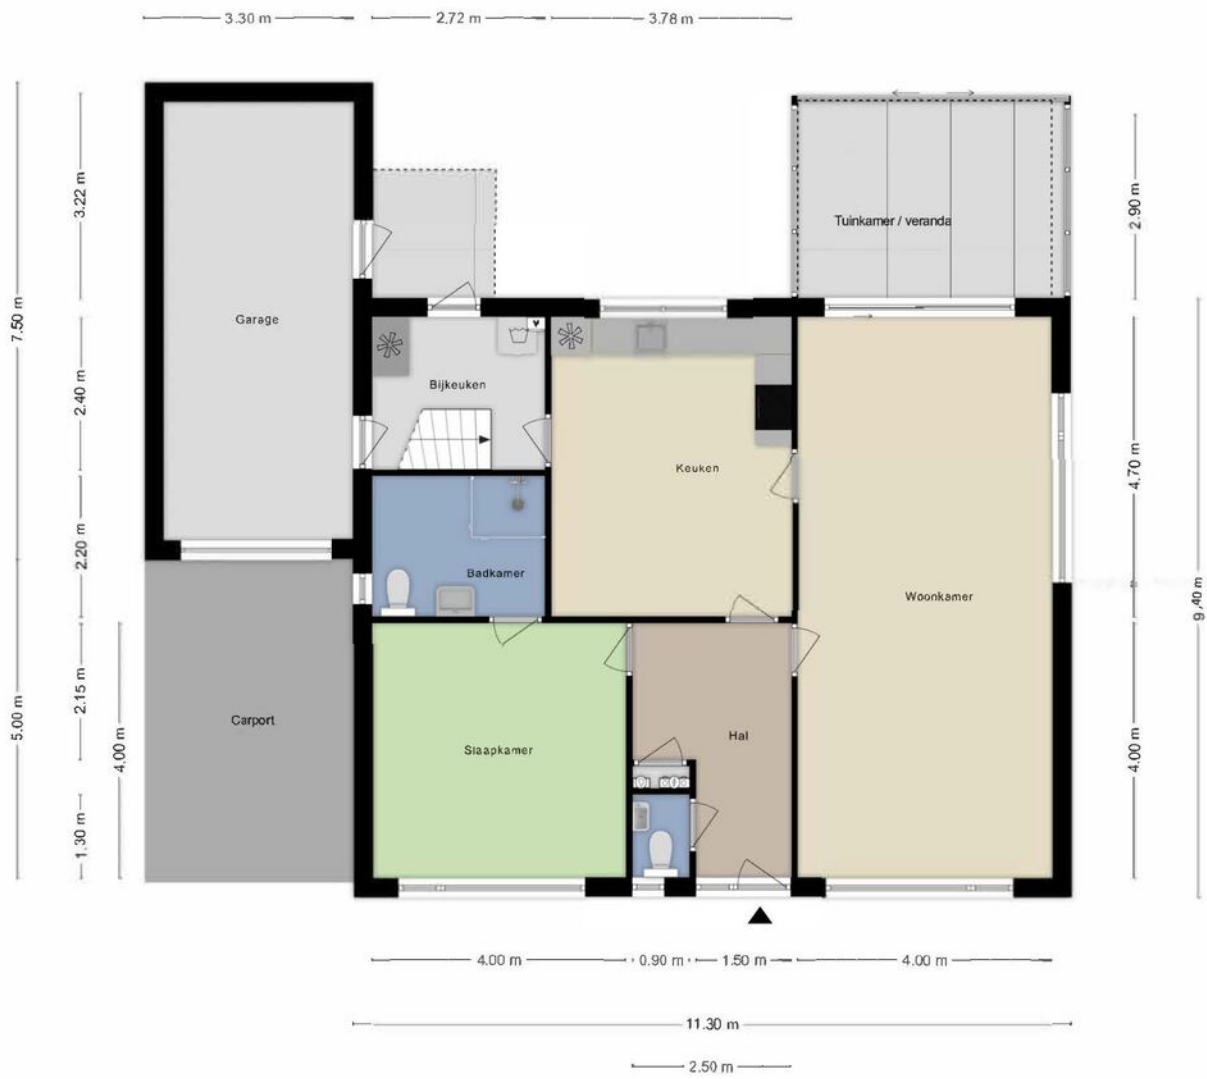 3.30 m
2.72 m
3.78 m
3.22 m
2.90 m
Tuinkamer / veranda
7.50 m
Garage
2.40 m
Bijkeuken
Keuken
4.70 m
2.20 m
Badkamer
Woonkamer
9,40 m
2.15 m
5.00 m
Carport
4.00 m
Slaapkamer
Hal
4.00 m
1.30 m
4.00 m
0.90 m
1.50 m
4.00 m
11.30 m
2.50 m